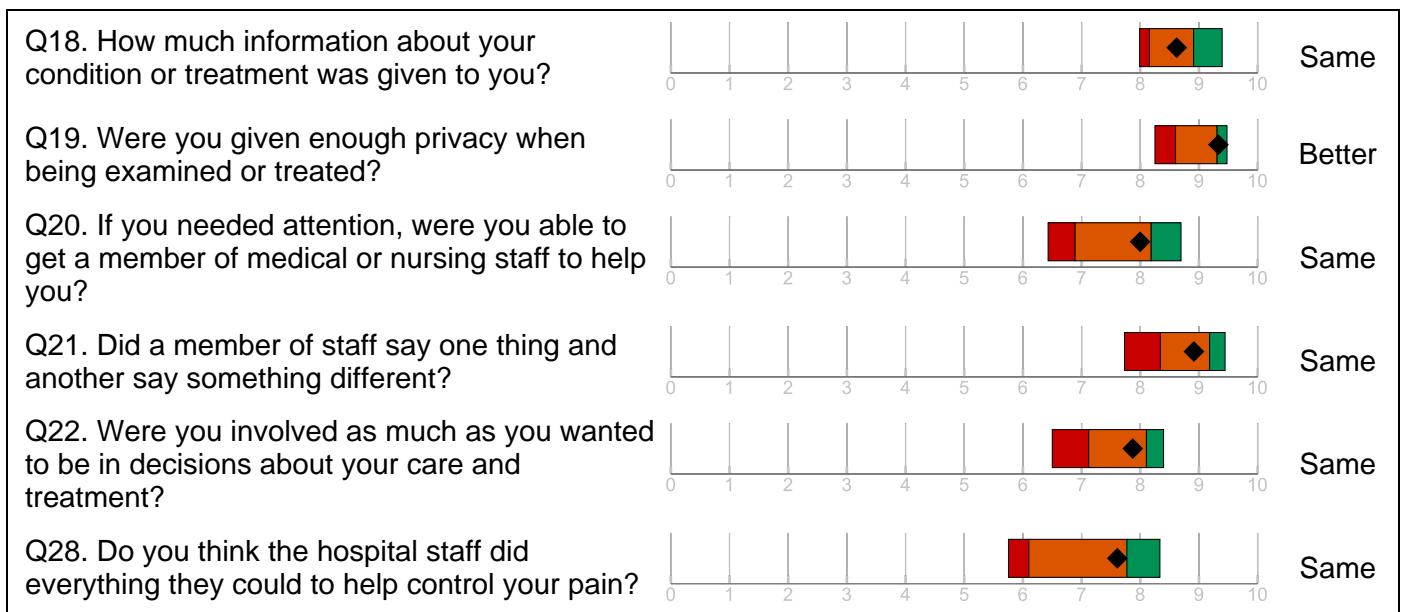 Q18. How much information about your
condition or treatment was given to you?
0 1 2 3 4 5 6 7 8 9 10
Same
Q19. Were you given enough privacy when
being examined or treated?
0 1 2 3 4 5 6 7 8 9 10
Better
Q20. If you needed attention, were you able to
get a member of medical or nursing staff to help
you?
0 1 2 3 4 5 6 7 8 9 10
Same
Q21. Did a member of staff say one thing and
another say something different?
0 1 2 3 4 5 6 7 8 9 10
Same
Q22. Were you involved as much as you wanted
to be in decisions about your care and
treatment?
0 1 2 3 4 5 6 7 8 9 10
Same
Q28. Do you think the hospital staff did
everything they could to help control your pain?
0 1 2 3 4 5 6 7 8 9 10
Same